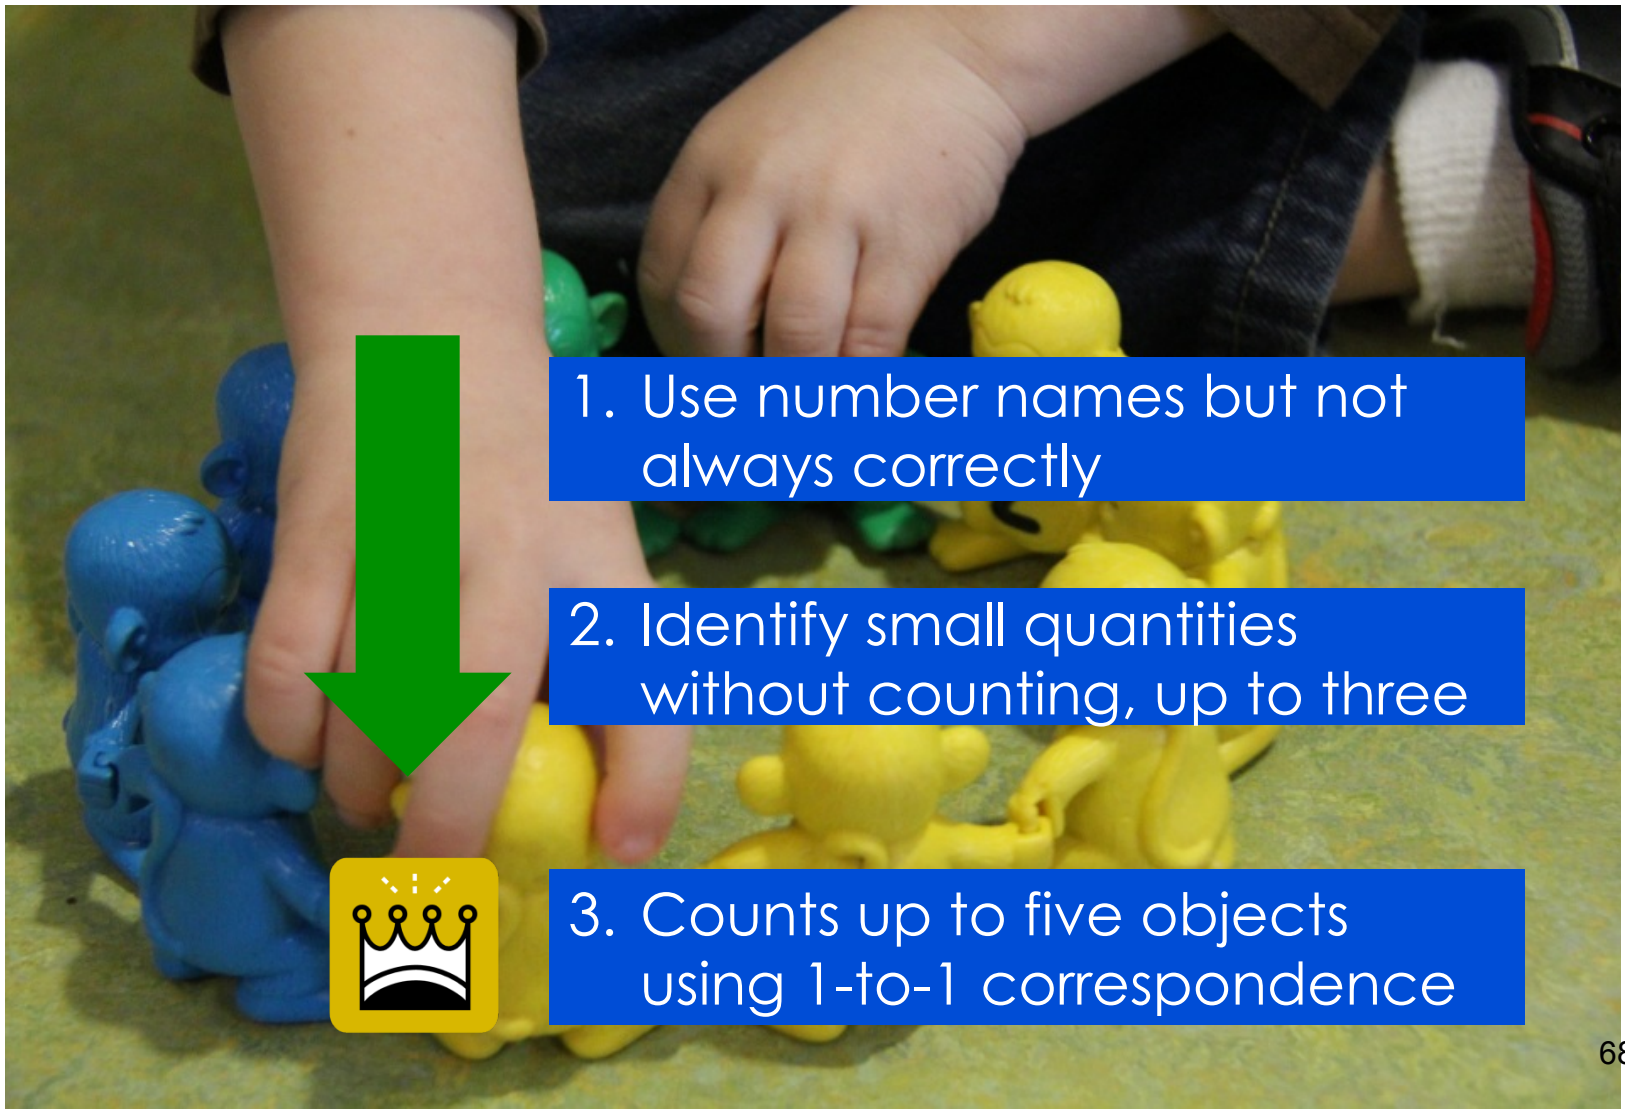 1. Use number names but not
always correctly
2. Identify small quantities
without counting, up to three
3. Counts up to five objects
using 1-to-1 correspondence
68